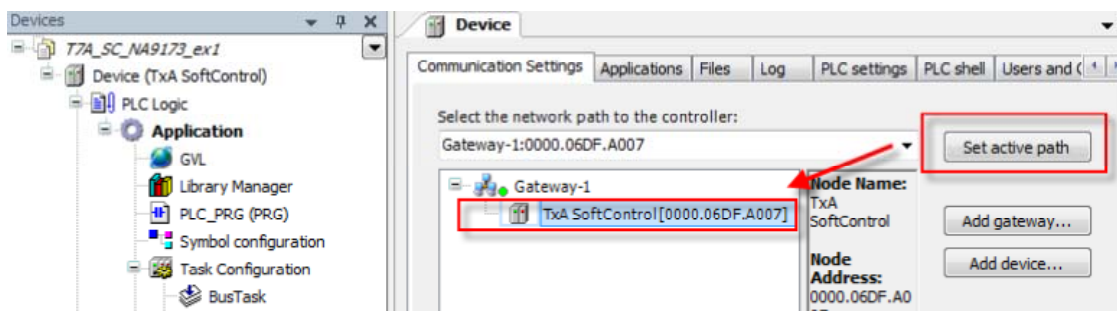 Devices
T7A_SC_NA9173_ex1
Device (TxA SoftControl)
PLC Logic
Application
GVL
Library Manager
PLC_PRG (PRG)
Symbol configuration
Task Configuration
BusTask
Device
Communication Settings Applications Files Log PLC settings PLC shell Users and
Select the network path to the controller:
Gateway-1:0000.06DF.A007
Set active path
Gateway-1
TxA SoftControl [0000.06DF.A007]
Node Name:
TxA
SoftControl
Node
Address:
0000.06DF.A0
Add gateway...
Add device...